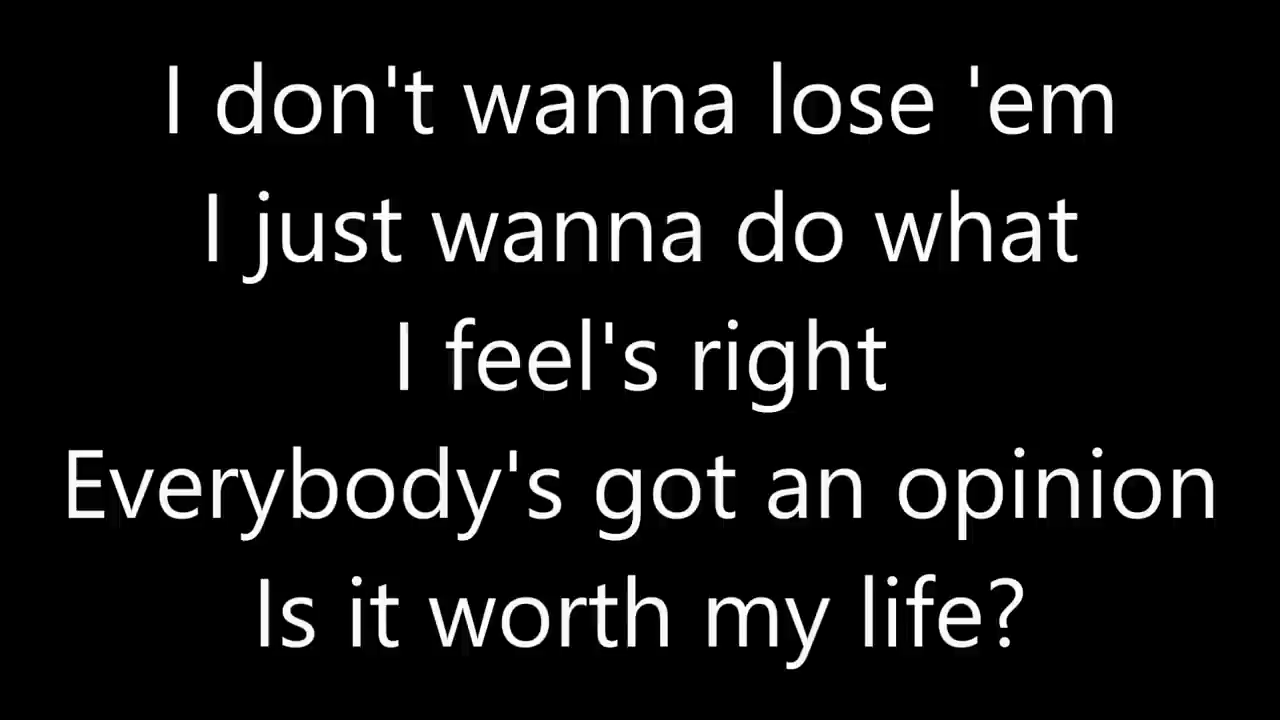 I don't wanna lose 'em
I just wanna do what
I feel's right
Everybody's got an opinion
Is it worth my life?